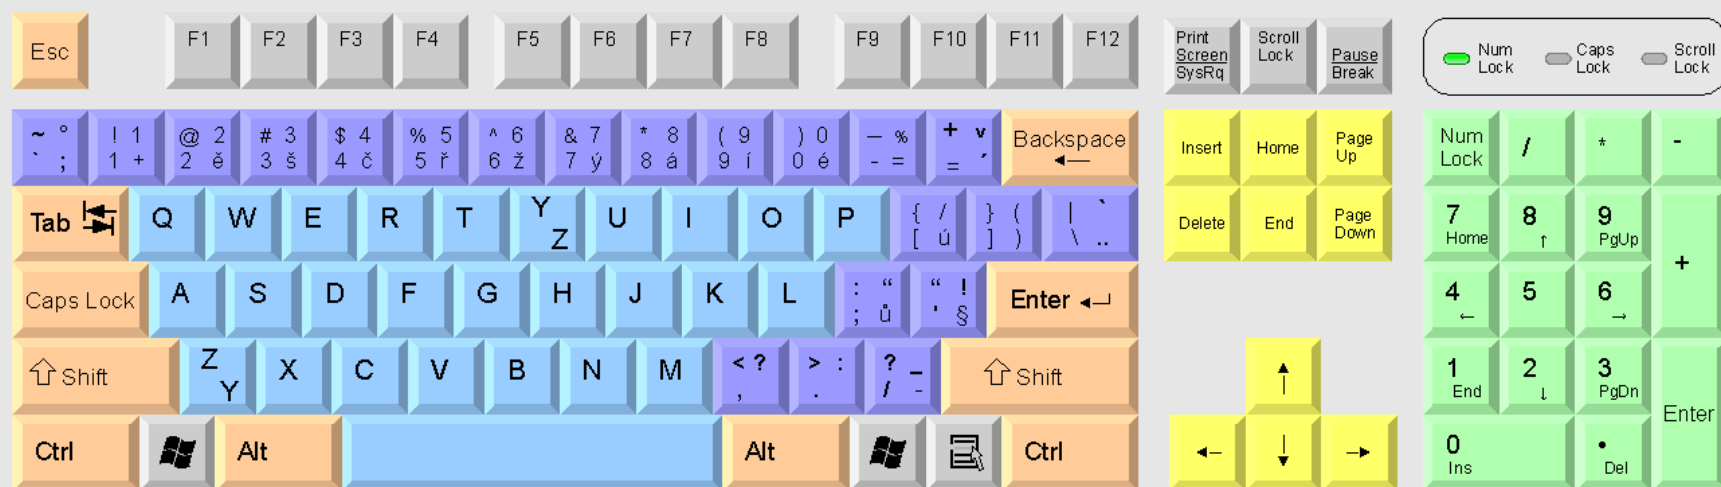 Esc F1 F2 F3 F4 F5 F6 F7 F8 F9 F10 F11 F12 Print Scroll
Screen Lock Pause
SysRq Break
Num Lock Caps Lock Scroll Lock
~ ° ! 1 @ 2 # 3 $ 4 % 5 ^ 6 & 7 * 8 ( 9 ) 0 — % + ˇ Backspace
` ; 1 + 2 ě 3 š 4 č 5 ř 6 ž 7 ý 8 á 9 í 0 é - = = ´ ←
Insert Home Page Up
Num Lock / * -
Tab Q W E R T Y Z U I O P { / } ( | `
[ ú ] ) \ ¨
Delete End Page Down
7 Home 8 ↑ 9 PgUp +
Caps Lock A S D F G H J K L : “ “ ! Enter
; ů ' §
4 ← 5 6 →
Shift Z Y X C V B N M < ? > : ? _ Shift
, . / -
↑
1 End 2 ↓ 3 PgDn Enter
Ctrl Alt Alt Ctrl
← ↓ →
0 Ins • Del